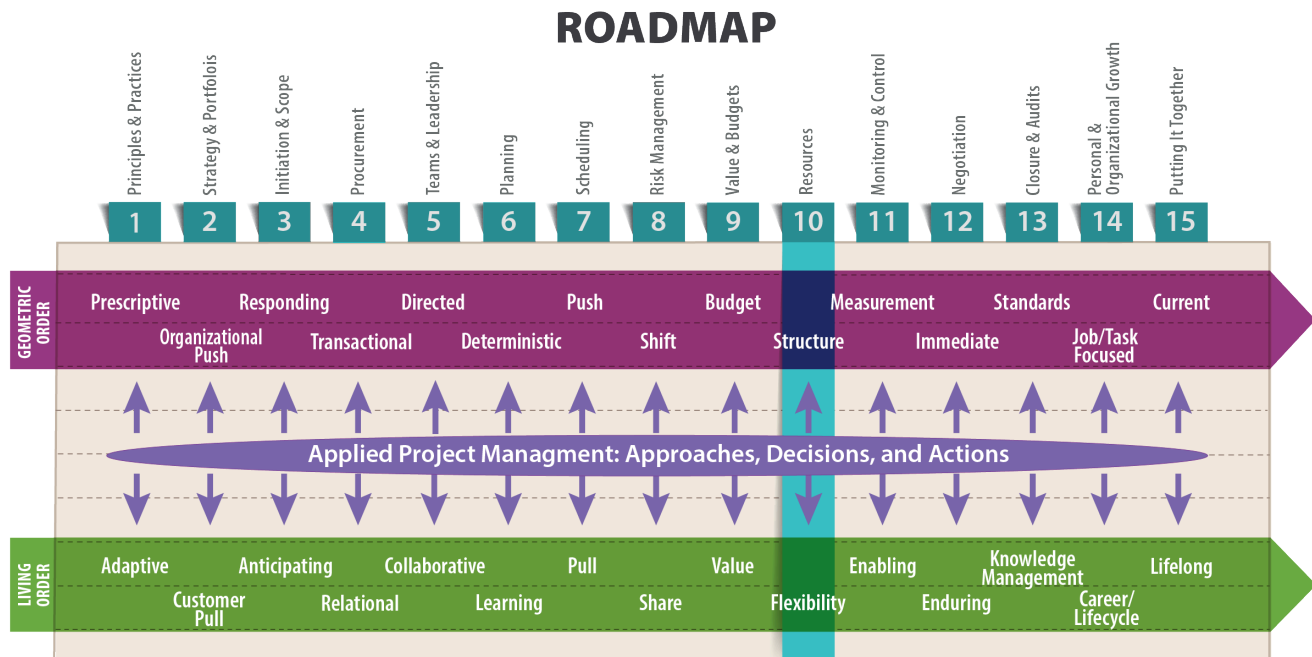 ROADMAP
Principles & Practices
Strategy & Portfolois
Initiation & Scope
Procurement
Teams & Leadership
Planning
Scheduling
Risk Management
Value & Budgets
Resources
Monitoring & Control
Negotiation
Closure & Audits
Personal &
Organizational Growth
Putting It Together
1 2 3 4 5 6 7 8 9 10 11 12 13 14 15
GEOMETRIC
ORDER
Prescriptive Responding Directed Push Budget Measurement Standards Current
Organizational
Push
Transactional Deterministic Shift Structure Immediate
Job/Task
Focused
Applied Project Managment: Approaches, Decisions, and Actions
LIVING
ORDER
Adaptive Anticipating Collaborative Pull Value Enabling
Knowledge
Management
Lifelong
Customer
Pull
Relational Learning Share Flexibility Enduring
Career/
Lifecycle